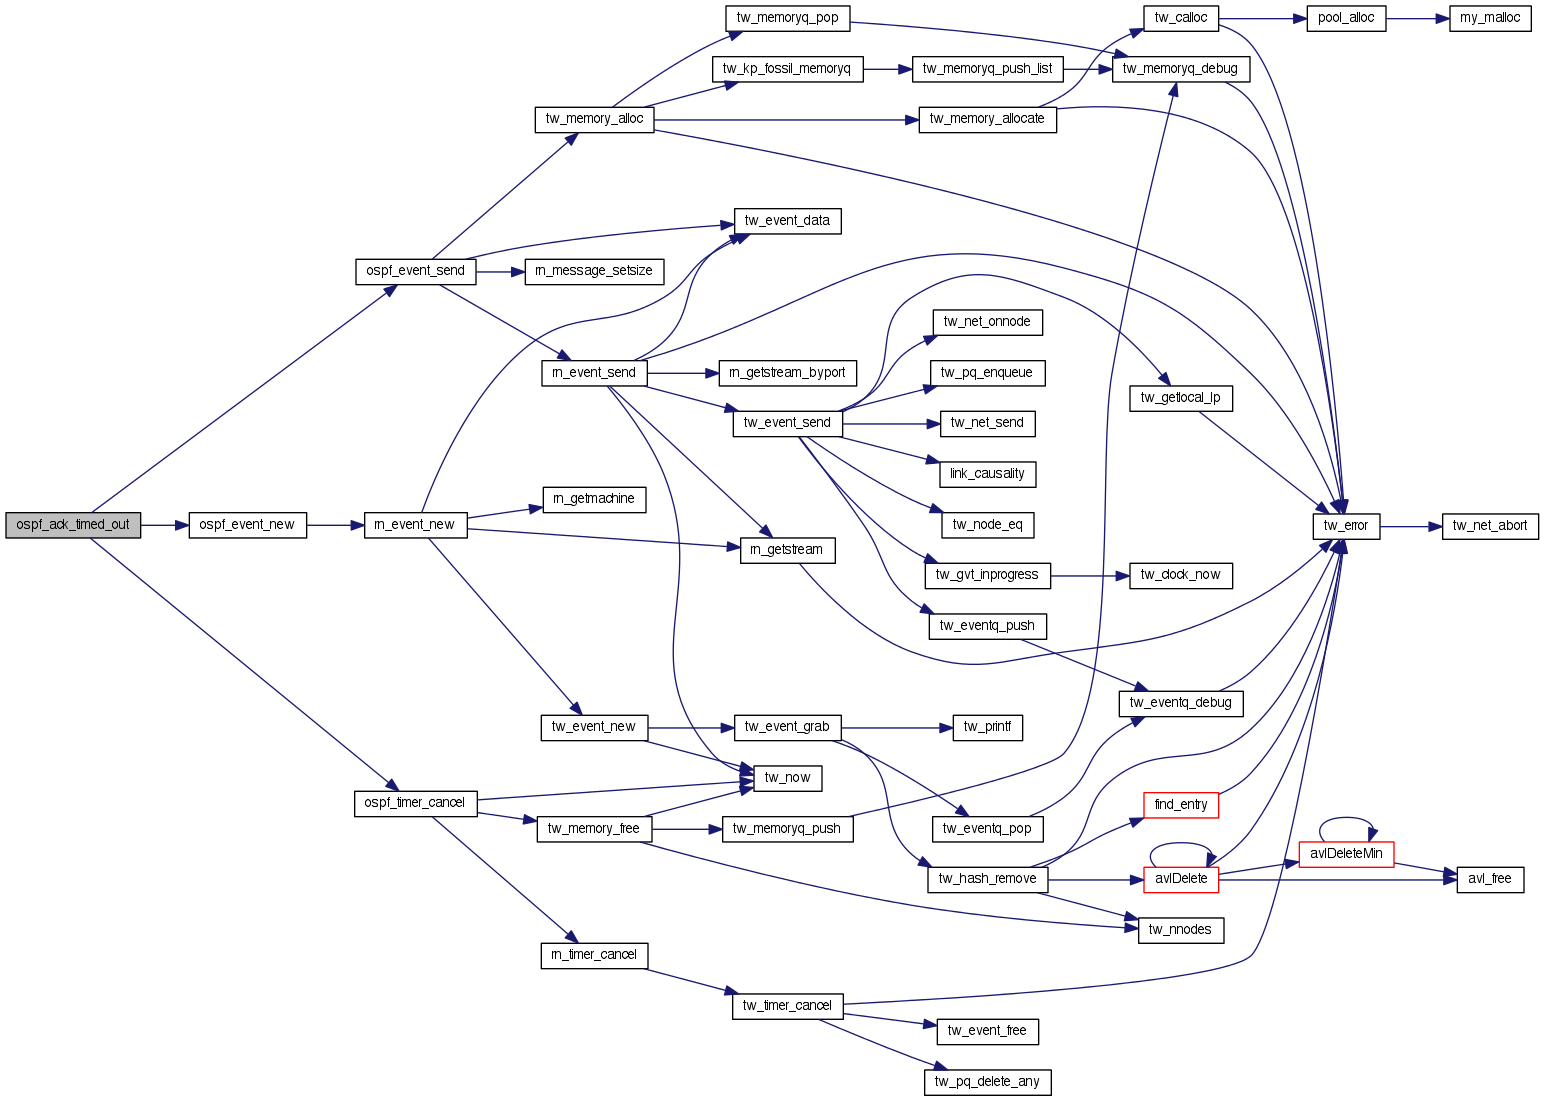 tw_memoryq_pop
tw_calloc
pool_alloc
my_malloc
tw_kp_fossil_memoryq
tw_memoryq_push_list
tw_memoryq_debug
tw_memory_alloc
tw_memory_allocate
tw_event_data
ospf_event_send
rn_message_setsize
tw_net_onnode
rn_event_send
rn_getstream_byport
tw_pq_enqueue
tw_getlocal_lp
tw_event_send
tw_net_send
link_causality
rn_getmachine
ospf_ack_timed_out
ospf_event_new
rn_event_new
tw_node_eq
tw_error
tw_net_abort
rn_getstream
tw_gvt_inprogress
tw_clock_now
tw_eventq_push
tw_eventq_debug
tw_event_new
tw_event_grab
tw_printf
tw_now
ospf_timer_cancel
find_entry
tw_memory_free
tw_memoryq_push
tw_eventq_pop
avlDeleteMin
tw_hash_remove
avlDelete
avl_free
tw_nnodes
rn_timer_cancel
tw_timer_cancel
tw_event_free
tw_pq_delete_any